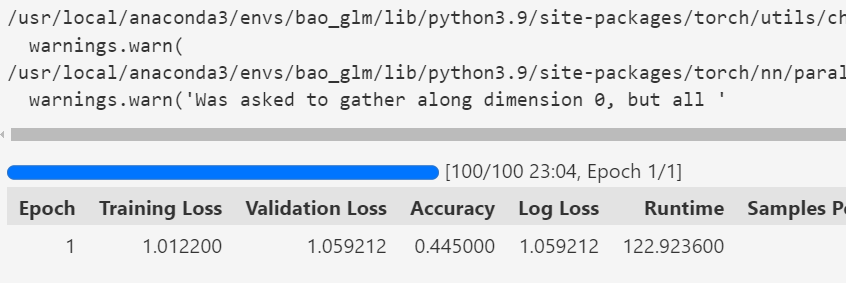 /usr/local/anaconda3/envs/bao_glm/lib/python3.9/site-packages/torch/utils/ch
warnings.warn(
/usr/local/anaconda3/envs/bao_glm/lib/python3.9/site-packages/torch/nn/paral
warnings.warn('Was asked to gather along dimension 0, but all '
[100/100 23:04, Epoch 1/1]
Epoch Training Loss Validation Loss Accuracy Log Loss Runtime Samples Pe
1 1.012200 1.059212 0.445000 1.059212 122.923600